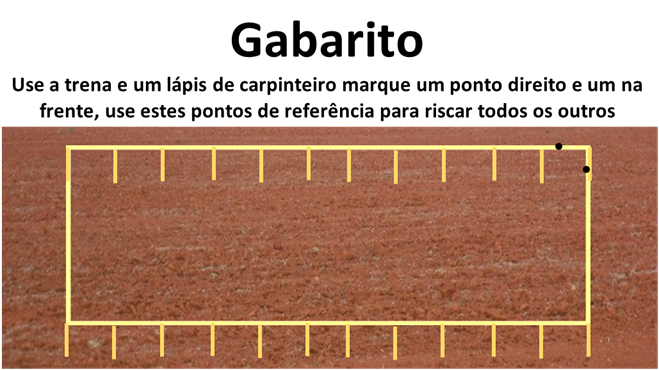 Gabarito
Use a trena e um lápis de carpinteiro marque um ponto direito e um na
frente, use estes pontos de referência para riscar todos os outros